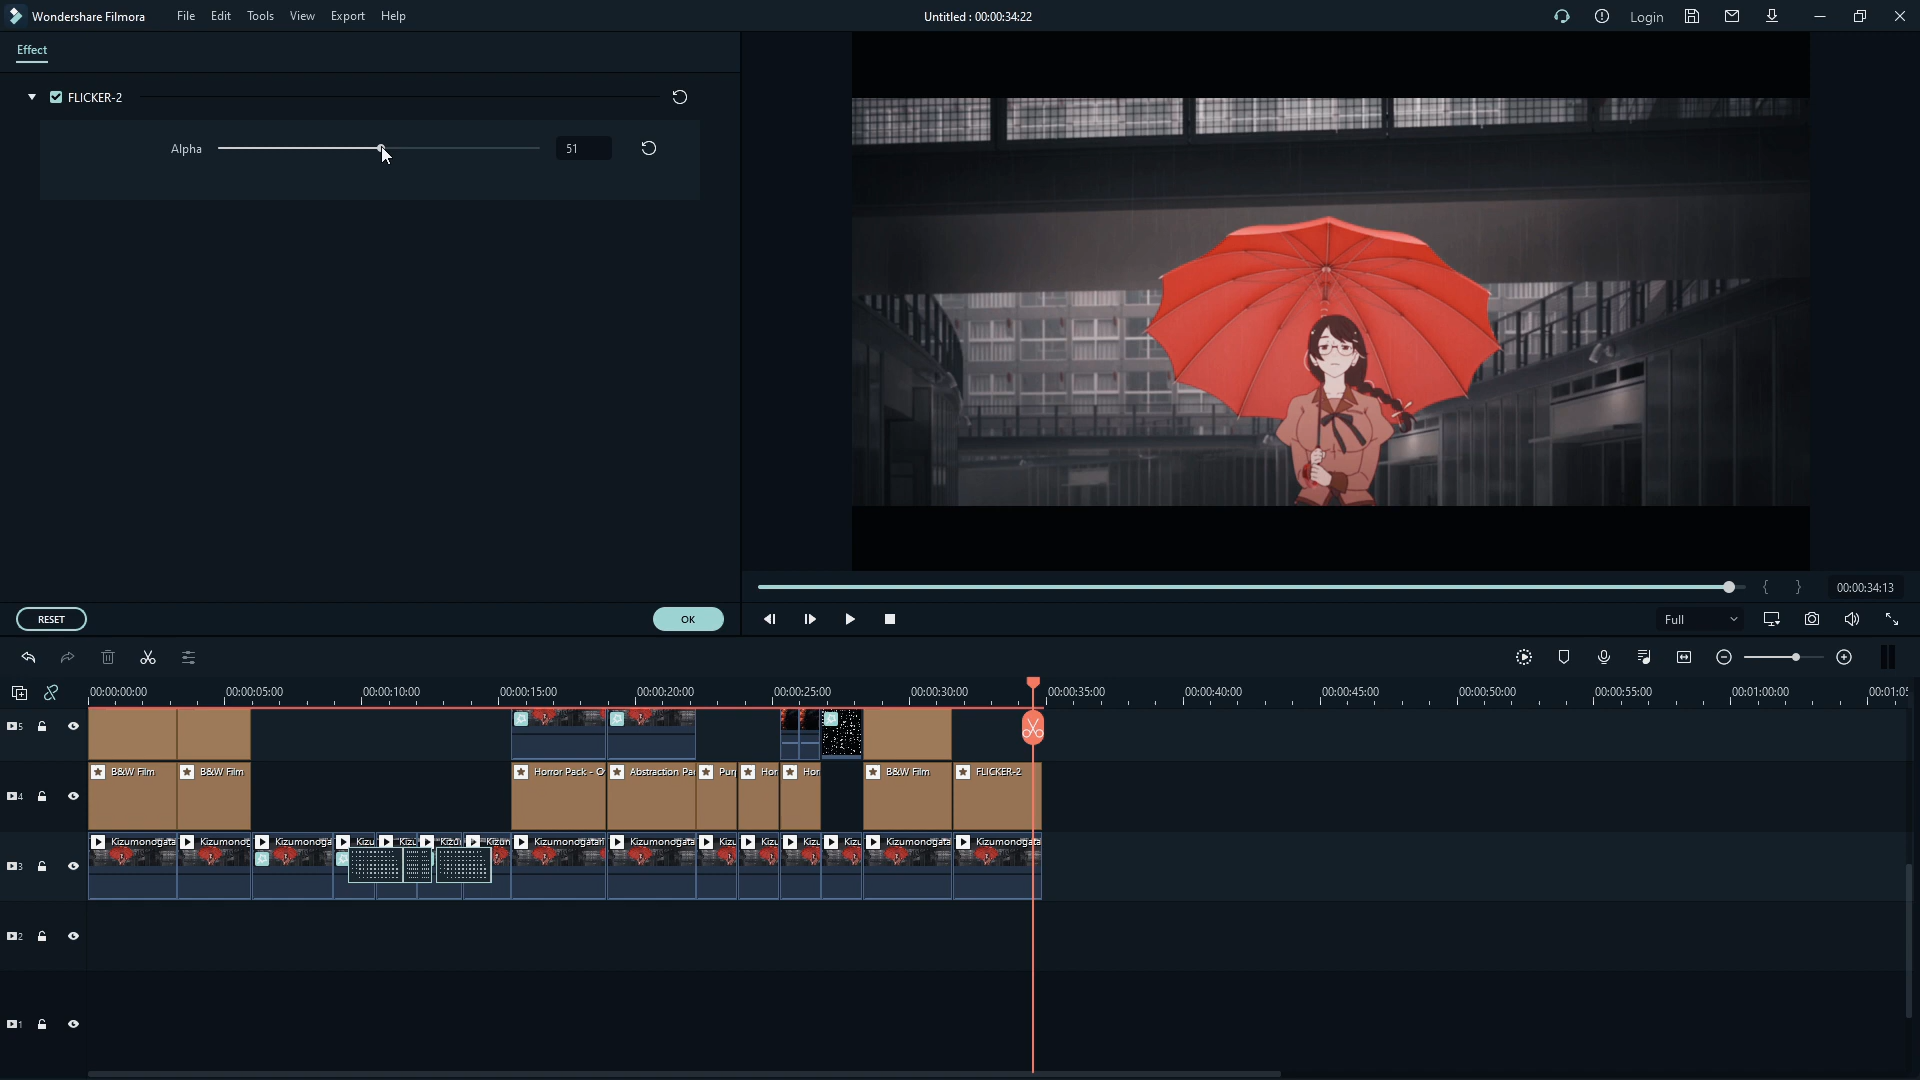 Wondershare Filmora File Edit Tools View Export Help Untitled : 00:00:34:22 Login
Effect
FLICKER-2
Alpha 51
00:00:34:13
RESET OK Full
00:00:00:00 00:00:05:00 00:00:10:00 00:00:15:00 00:00:20:00 00:00:25:00 00:00:30:00 00:00:35:00 00:00:40:00 00:00:45:00 00:00:50:00 00:00:55:00 00:01:00:00 00:01:0
5
B&W Film B&W Film Horror Pack - O Abstraction Pa Pur Hor Hor B&W Film FLICKER-2
4
Kizumonogata Kizumonog Kizumonoga Kizu Kizu Kizu Kizun Kizumonogatar Kizumonogata Kizu Kizu Kizu Kizu Kizumonogata Kizumonogata
3
2
1